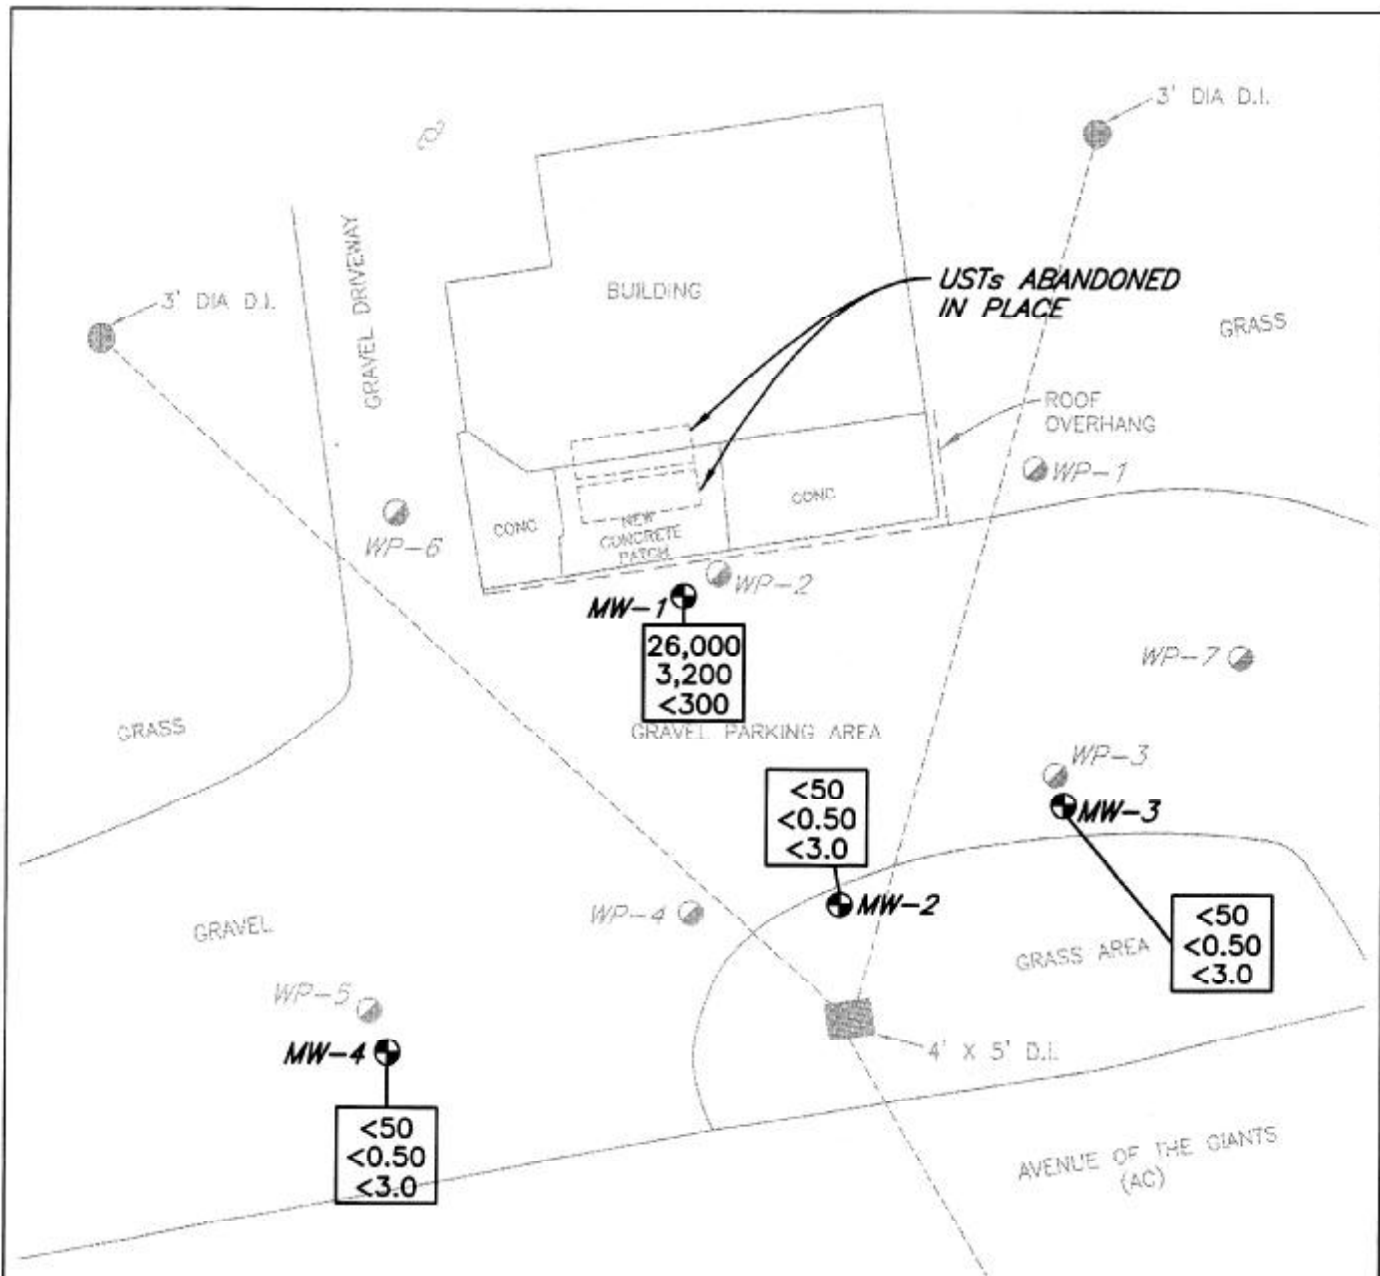 3' DIA D.I.
3' DIA D.I.
GRAVEL DRIVEWAY
BUILDING
USTs ABANDONED
IN PLACE
GRASS
ROOF
OVERHANG
WP-1
CONC
CONC
NEW
CONCRETE
PATCH
WP-6
WP-2
MW-1
26,000
3,200
<300
WP-7
GRASS
GRAVEL PARKING AREA
WP-3
MW-3
<50
<0.50
<3.0
MW-2
WP-4
GRAVEL
<50
<0.50
<3.0
GRASS AREA
WP-5
MW-4
4' X 5' D.I.
<50
<0.50
<3.0
AVENUE OF THE GIANTS
(AC)